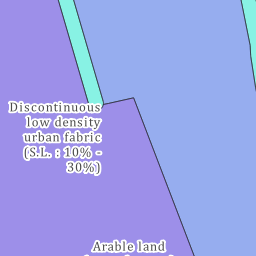 Discontinuous
low density
urban fabric
(S.L. : 10% -
30%)
Arable land